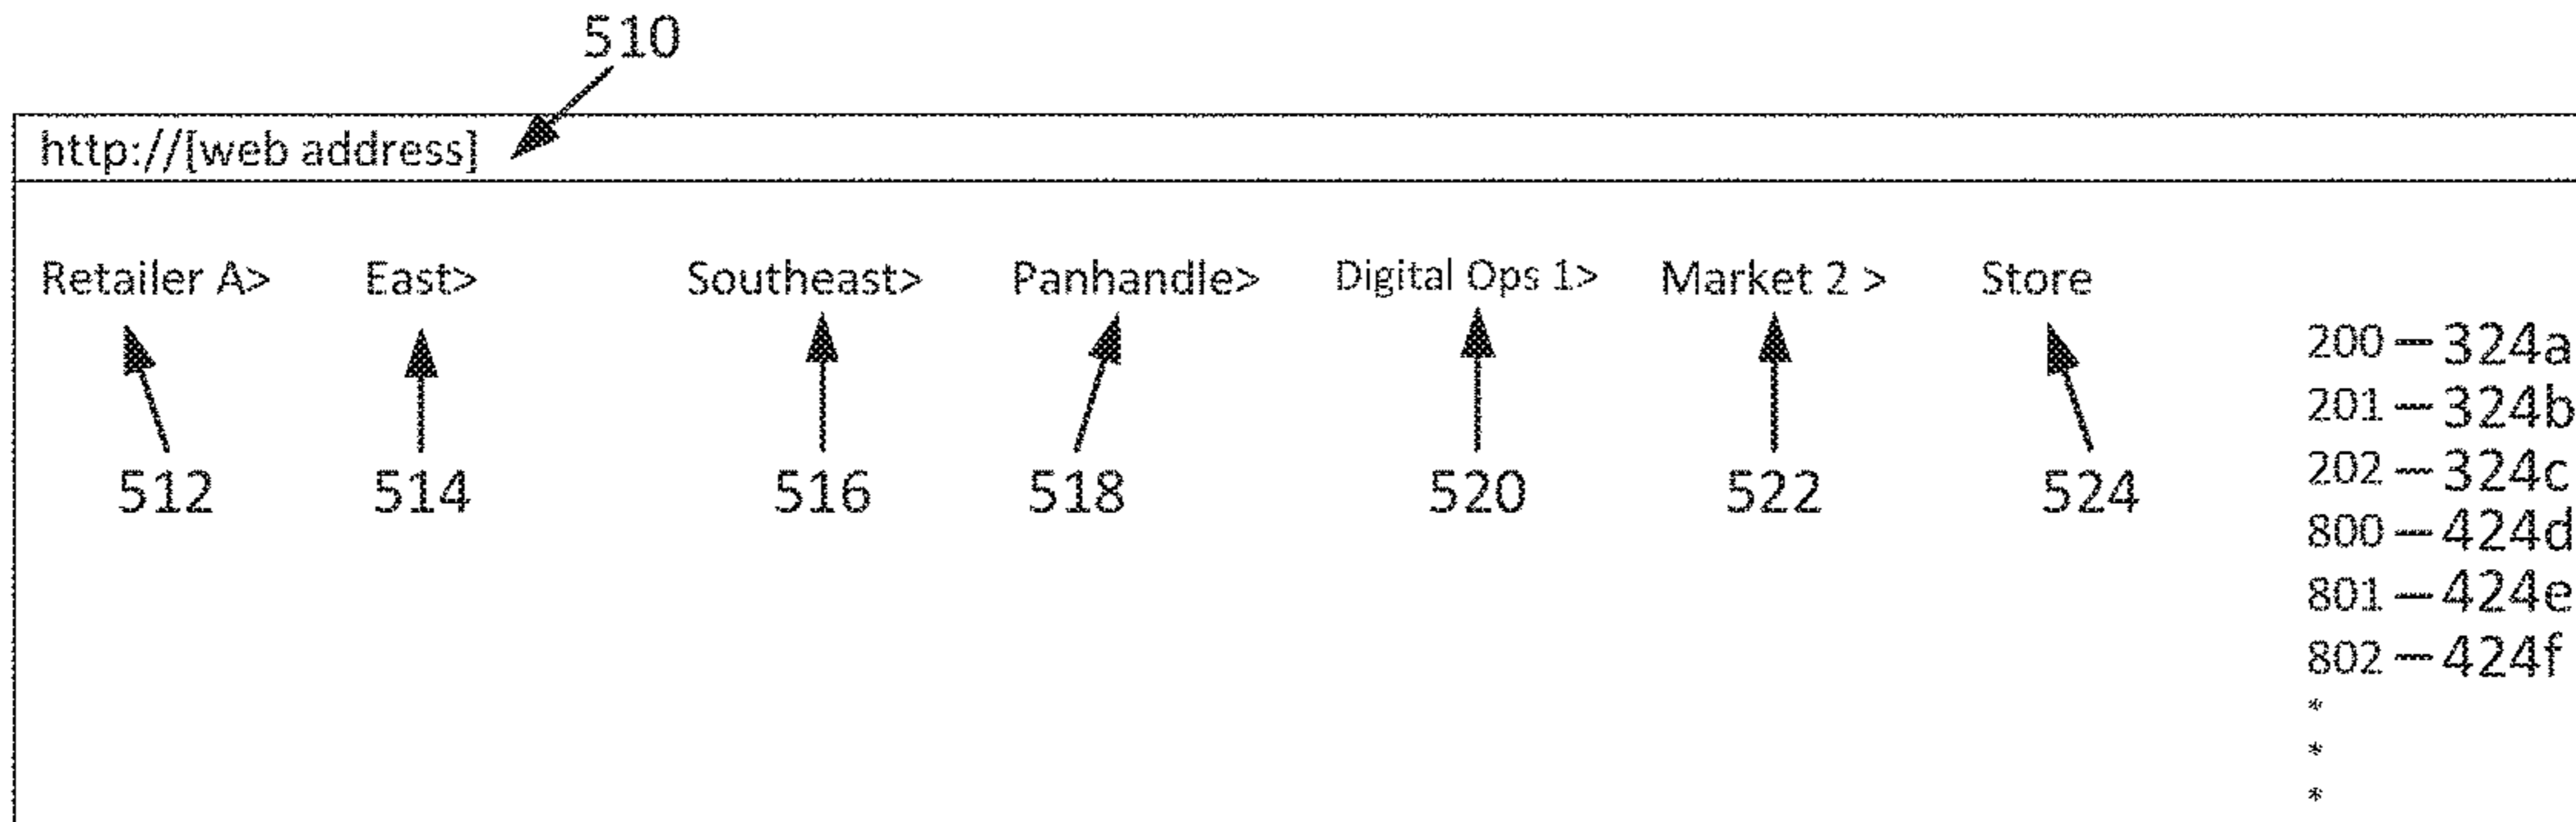 510
http://[web address]
Retailer A> East> Southeast> Panhandle> Digital Ops 1> Market 2 > Store
200 — 324a
201 — 324b
512 514 516 518 520 522 524 202 — 324c
800 — 424d
801 — 424e
802 — 424f
*
*
*